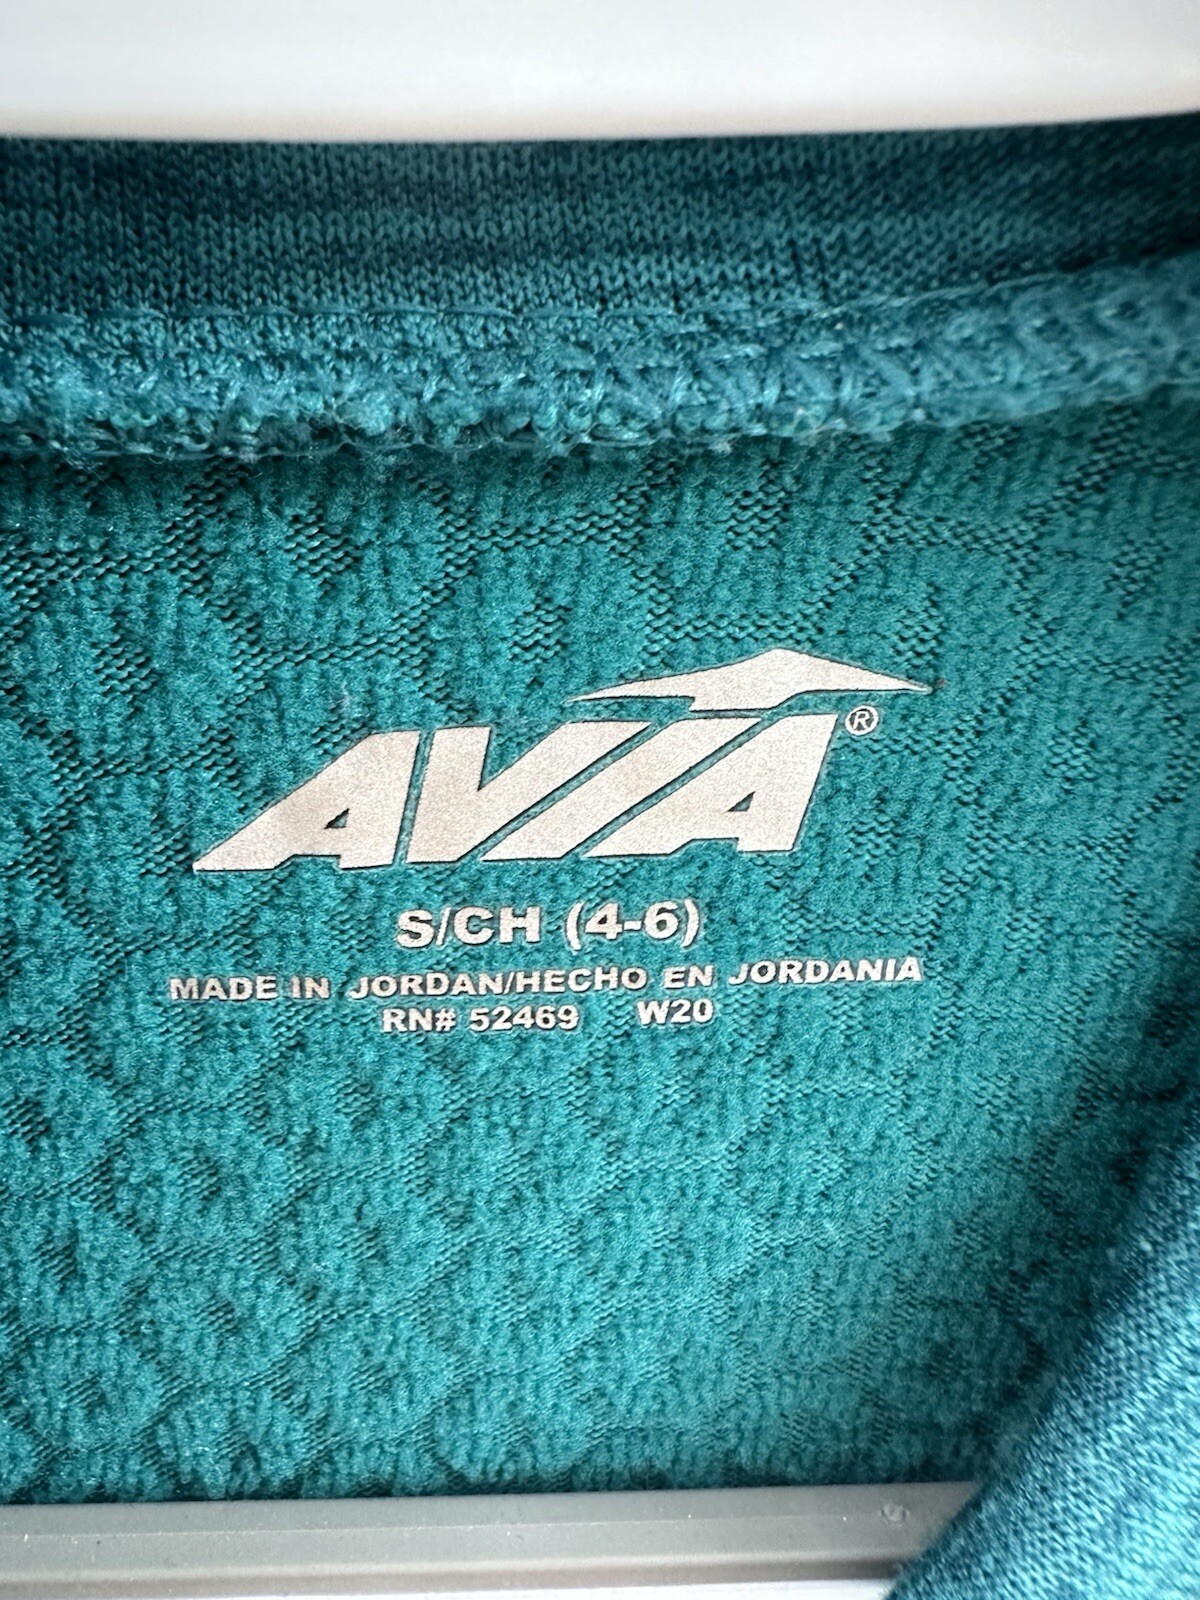 AVIA®
S/CH (4-6)
MADE IN JORDAN/HECHO EN JORDANIA
RN# 52469 W20